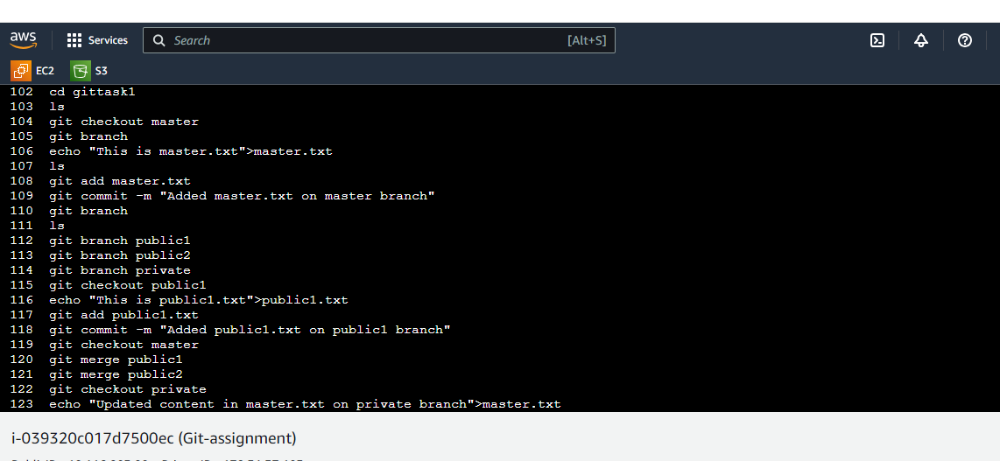 aws Services Search [Alt+S]
EC2 S3
102 cd gittask1
103 ls
104 git checkout master
105 git branch
106 echo "This is master.txt">master.txt
107 ls
108 git add master.txt
109 git commit -m "Added master.txt on master branch"
110 git branch
111 ls
112 git branch public1
113 git branch public2
114 git branch private
115 git checkout public1
116 echo "This is public1.txt">public1.txt
117 git add public1.txt
118 git commit -m "Added public1.txt on public1 branch"
119 git checkout master
120 git merge public1
121 git merge public2
122 git checkout private
123 echo "Updated content in master.txt on private branch">master.txt
i-039320c017d7500ec (Git-assignment)